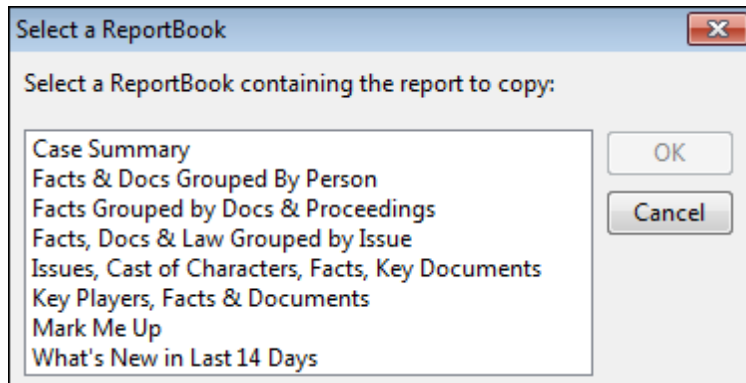 Select a ReportBook
Select a ReportBook containing the report to copy:
Case Summary
Facts & Docs Grouped By Person
Facts Grouped by Docs & Proceedings
Facts, Docs & Law Grouped by Issue
Issues, Cast of Characters, Facts, Key Documents
Key Players, Facts & Documents
Mark Me Up
What's New in Last 14 Days
OK
Cancel